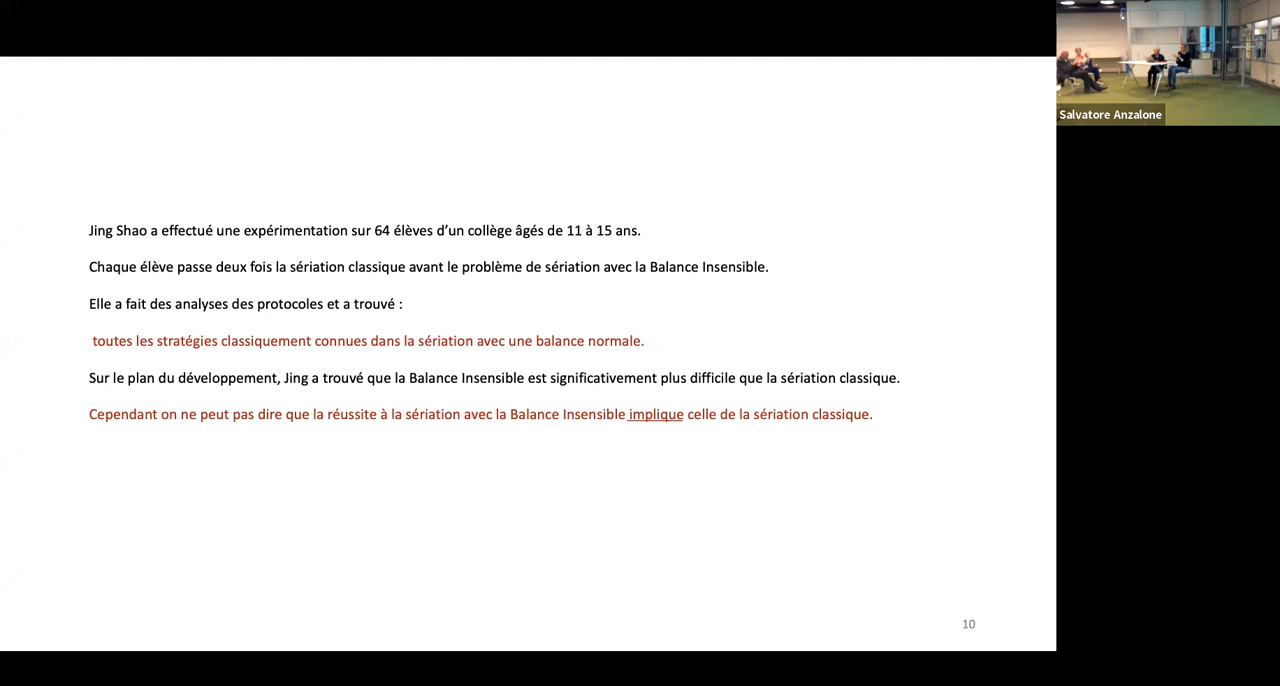 Salvatore Anzalone
Jing Shao a effectué une expérimentation sur 64 élèves d’un collège âgés de 11 à 15 ans.
Chaque élève passe deux fois la sériation classique avant le problème de sériation avec la Balance Insensible.
Elle a fait des analyses des protocoles et a trouvé :
toutes les stratégies classiquement connues dans la sériation avec une balance normale.
Sur le plan du développement, Jing a trouvé que la Balance Insensible est significativement plus difficile que la sériation classique.
Cependant on ne peut pas dire que la réussite à la sériation avec la Balance Insensible implique celle de la sériation classique.
10